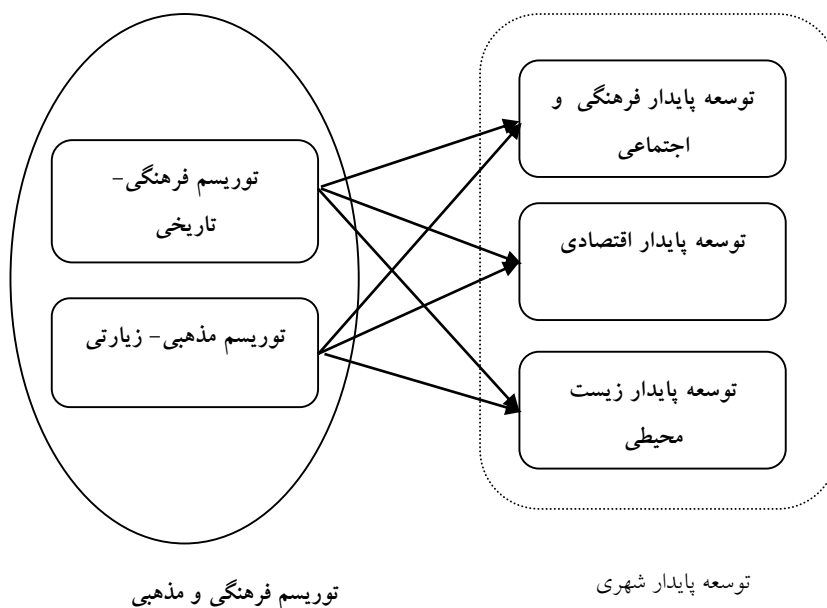 توسعه پایدار فرهنگی و
اجتماعی
توریسم فرهنگی-
تاریخی
توسعه پایدار اقتصادی
توریسم مذهبی- زیارتی
توسعه پایدار زیست
محیطی
توسعه پایدار شهری
توریسم فرهنگی و مذهبی